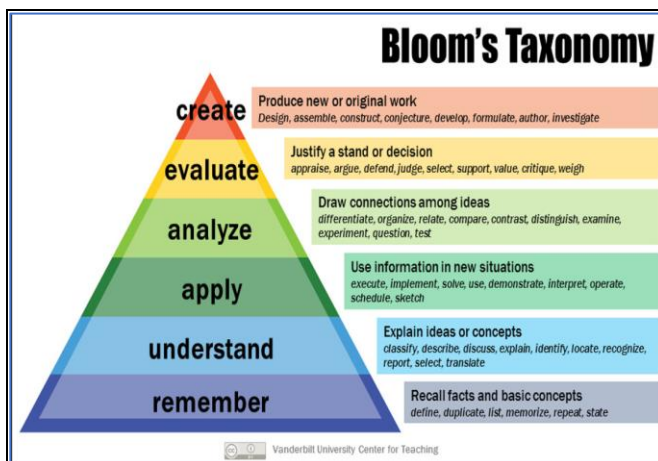 Bloom's Taxonomy
create
Produce new or original work
Design, assemble, construct, conjecture, develop, formulate, author, investigate
evaluate
Justify a stand or decision
appraise, argue, defend, judge, select, support, value, critique, weigh
analyze
Draw connections among ideas
differentiate, organize, relate, compare, contrast, distinguish, examine,
experiment, question, test
apply
Use information in new situations
execute, implement, solve, use, demonstrate, interpret, operate,
schedule, sketch
understand
Explain ideas or concepts
classify, describe, discuss, explain, identify, locate, recognize,
report, select, translate
remember
Recall facts and basic concepts
define, duplicate, list, memorize, repeat, state
Vanderbilt University Center for Teaching